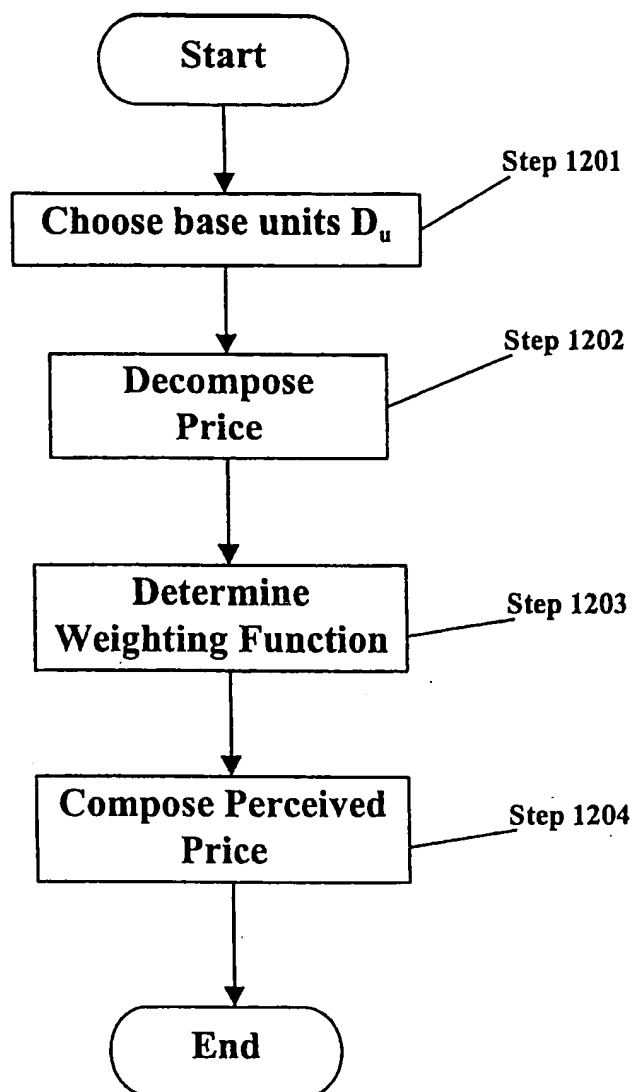 Start
Step 1201
Choose base units Du
Step 1202
Decompose
Price
Determine
Weighting Function
Step 1203
Compose Perceived
Price
Step 1204
End